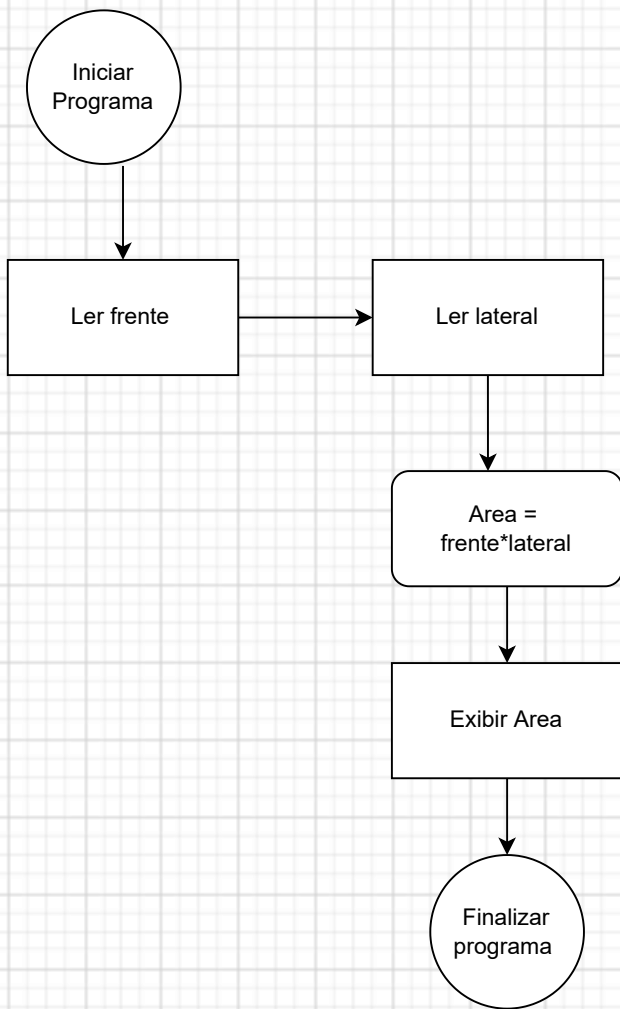 Iniciar
Programa
Ler frente
Ler lateral
Area =
frente*lateral
Exibir Area
Finalizar
programa